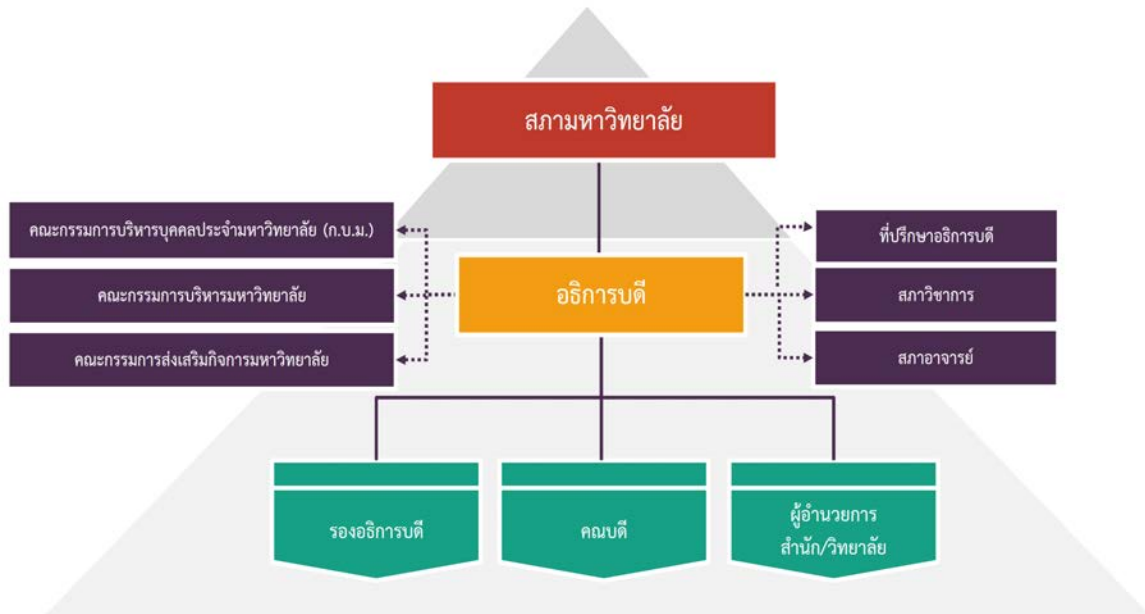 สภามหาวิทยาลัย
คณะกรรมการบริหารบุคคลประจำมหาวิทยาลัย (ก.บ.ม.)
ที่ปรึกษาอธิการบดี
คณะกรรมการบริหารมหาวิทยาลัย
อธิการบดี
สภาวิชาการ
คณะกรรมการส่งเสริมกิจการมหาวิทยาลัย
สภาอาจารย์
รองอธิการบดี
คณบดี
ผู้อำนวยการ
สำนัก/วิทยาลัย